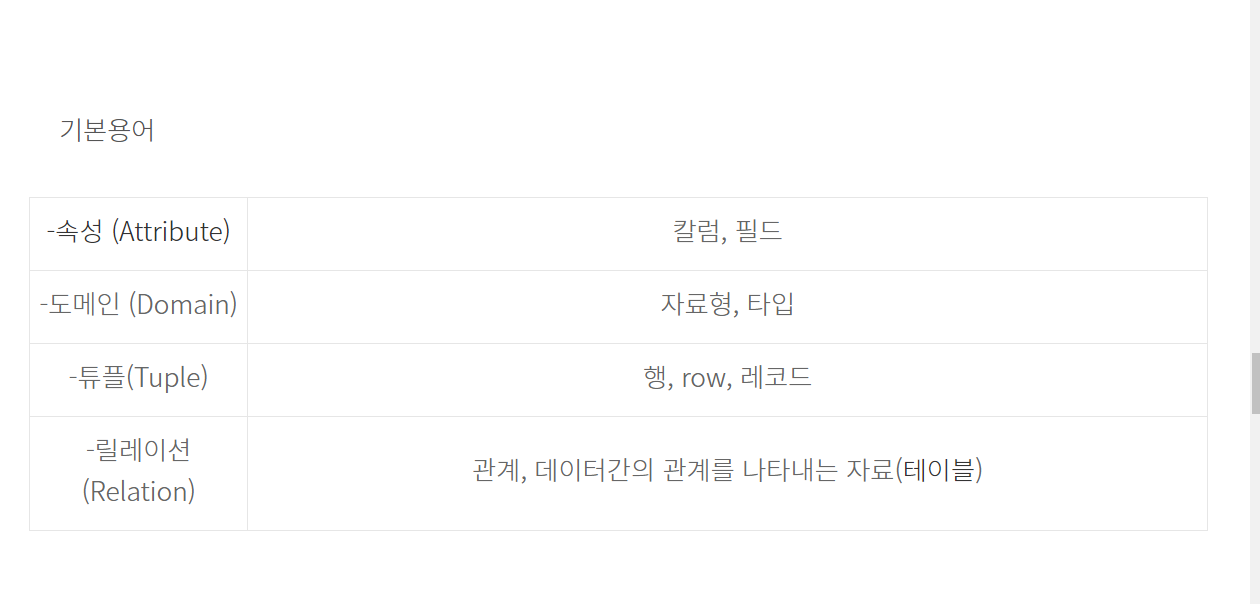 기본용어
-속성 (Attribute)
칼럼, 필드
-도메인 (Domain)
자료형, 타입
-튜플(Tuple)
행, row, 레코드
-릴레이션
(Relation)
관계, 데이터간의 관계를 나타내는 자료(테이블)